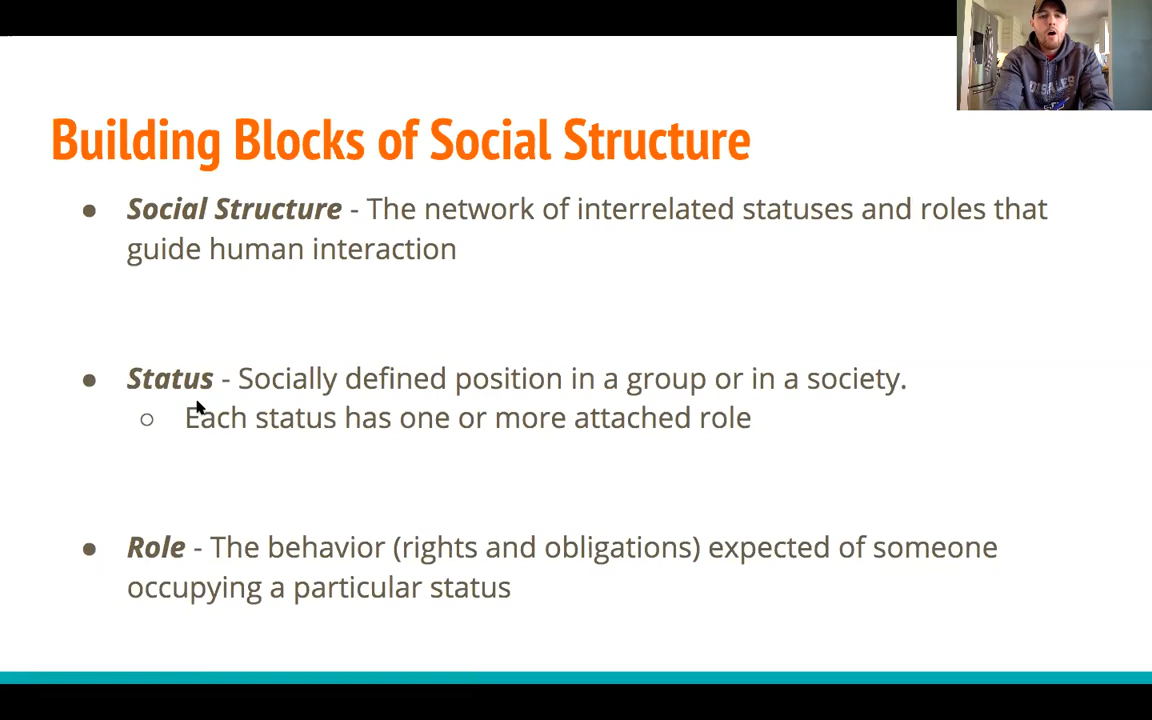 Building Blocks of Social Structure
● Social Structure - The network of interrelated statuses and roles that
guide human interaction
● Status - Socially defined position in a group or in a society.
○ Each status has one or more attached role
● Role - The behavior (rights and obligations) expected of someone
occupying a particular status
DESALES